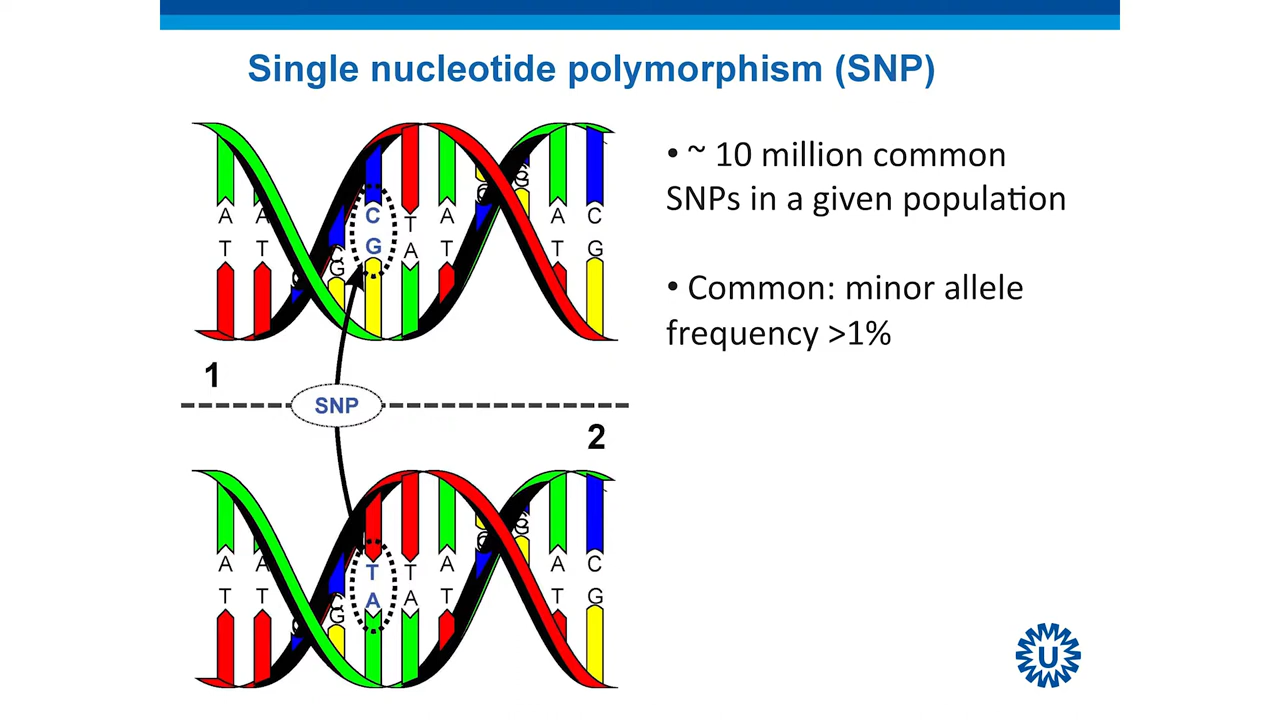 Single nucleotide polymorphism (SNP)
• ~ 10 million common
SNPs in a given population
• Common: minor allele
frequency >1%
A A C T A A C
T T C G G A T T G
1
SNP
2
A A T T A A C
T T C G A A T T G
U